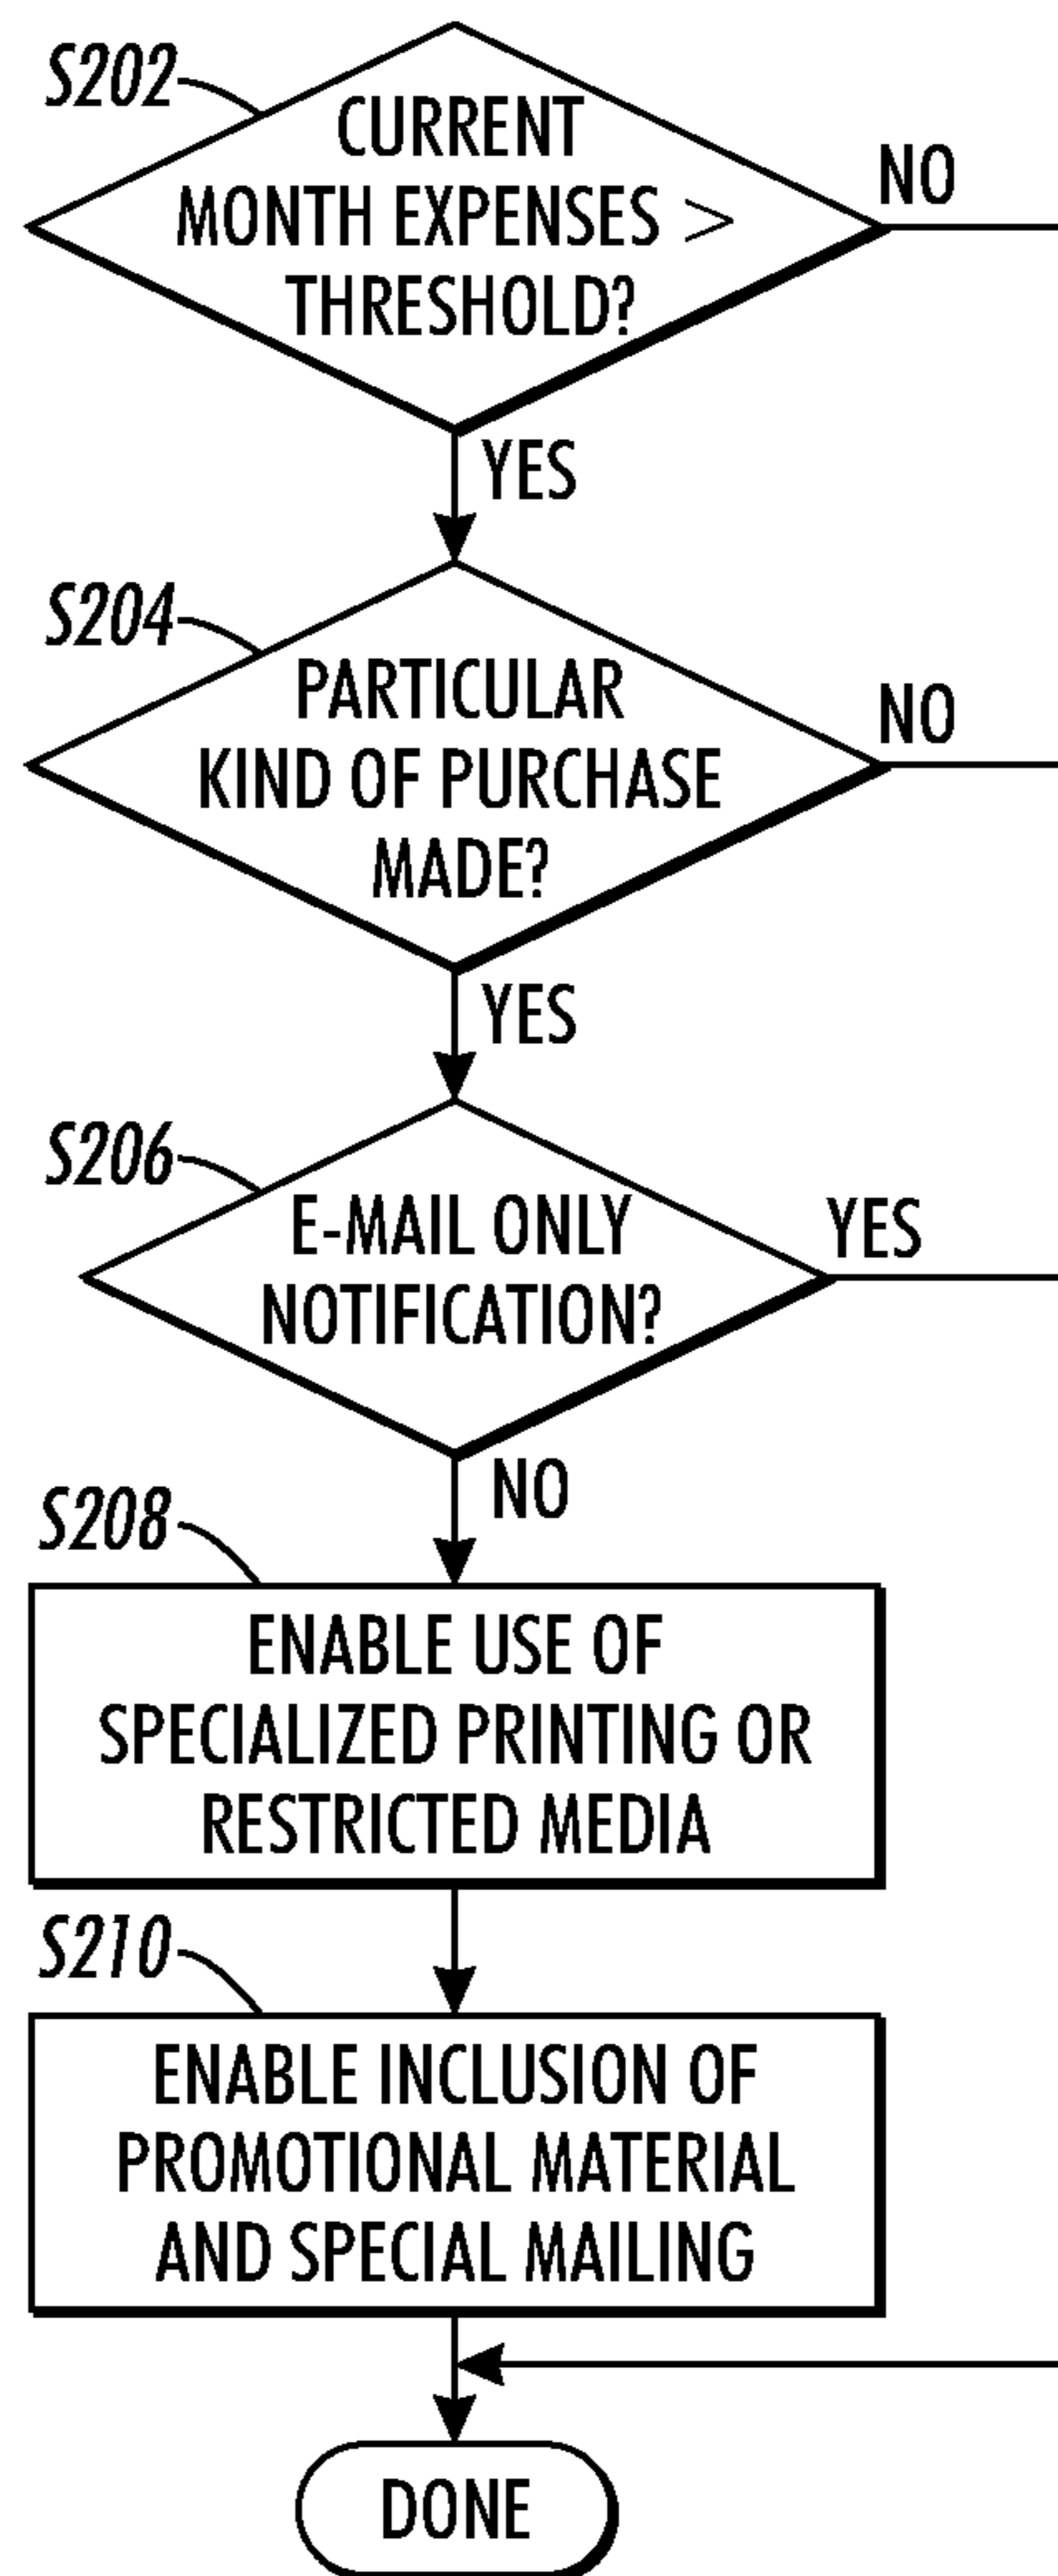 S202
CURRENT
MONTH EXPENSES >
THRESHOLD?
NO
YES
S204
PARTICULAR
KIND OF PURCHASE
MADE?
NO
YES
S206
E-MAIL ONLY
NOTIFICATION?
YES
NO
S208
ENABLE USE OF
SPECIALIZED PRINTING OR
RESTRICTED MEDIA
S210
ENABLE INCLUSION OF
PROMOTIONAL MATERIAL
AND SPECIAL MAILING
DONE